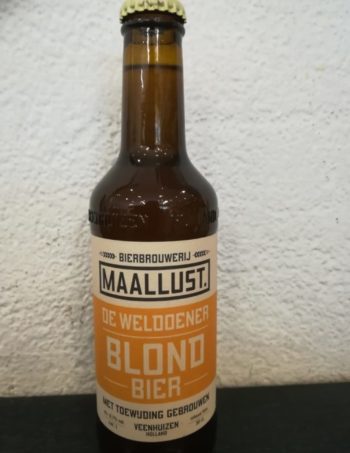 BIERBROUWERIJ
MAALLUST.
DE WELDOENER
BLOND
BIER
MET TOEWIJDING GEBROUWEN
VEENHUIZEN
HOLLAND